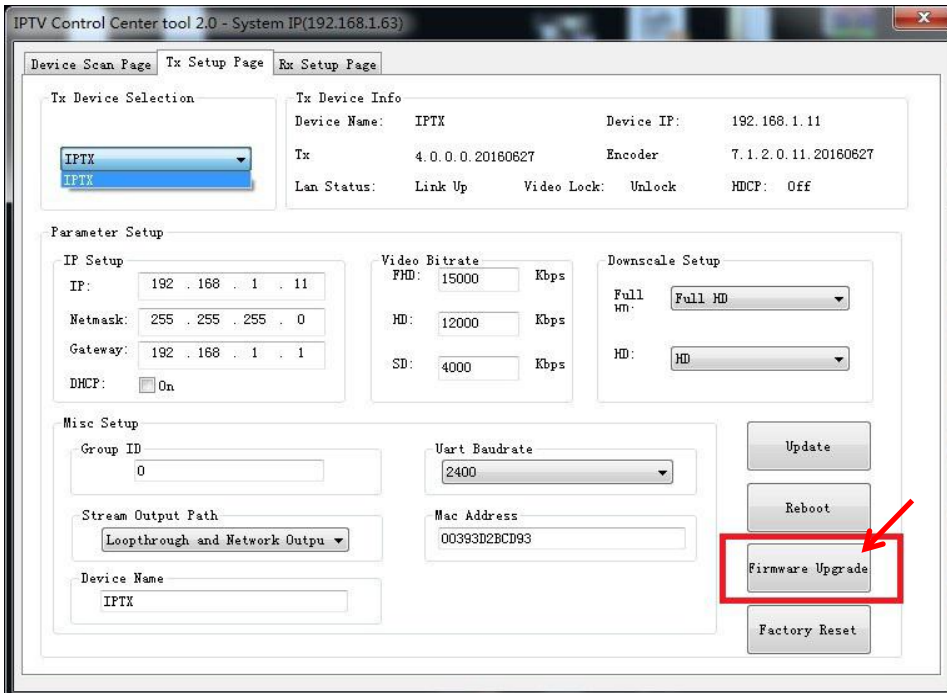 IPTV Control Center tool 2.0 - System IP(192.168.1.63)
Device Scan Page Tx Setup Page Rx Setup Page
Tx Device Selection
IPTX
IPTX
Tx Device Info
Device Name: IPTX Device IP: 192.168.1.11
Tx 4.0.0.0.20160627 Encoder 7.1.2.0.11.20160627
Lan Status: Link Up Video Lock: Unlock HDCP: Off
Parameter Setup
IP Setup
IP: 192 . 168 . 1 . 11
Netmask: 255 . 255 . 255 . 0
Gateway: 192 . 168 . 1 . 1
DHCP: On
Video Bitrate
FHD: 15000 Kbps
HD: 12000 Kbps
SD: 4000 Kbps
Downscale Setup
Full HD: Full HD
HD: HD
Misc Setup
Group ID
0
Uart Baudrate
2400
Stream Output Path
Loopthrough and Network Outpu
Mac Address
00393D2BCD93
Device Name
IPTX
Update
Reboot
Firmware Upgrade
Factory Reset